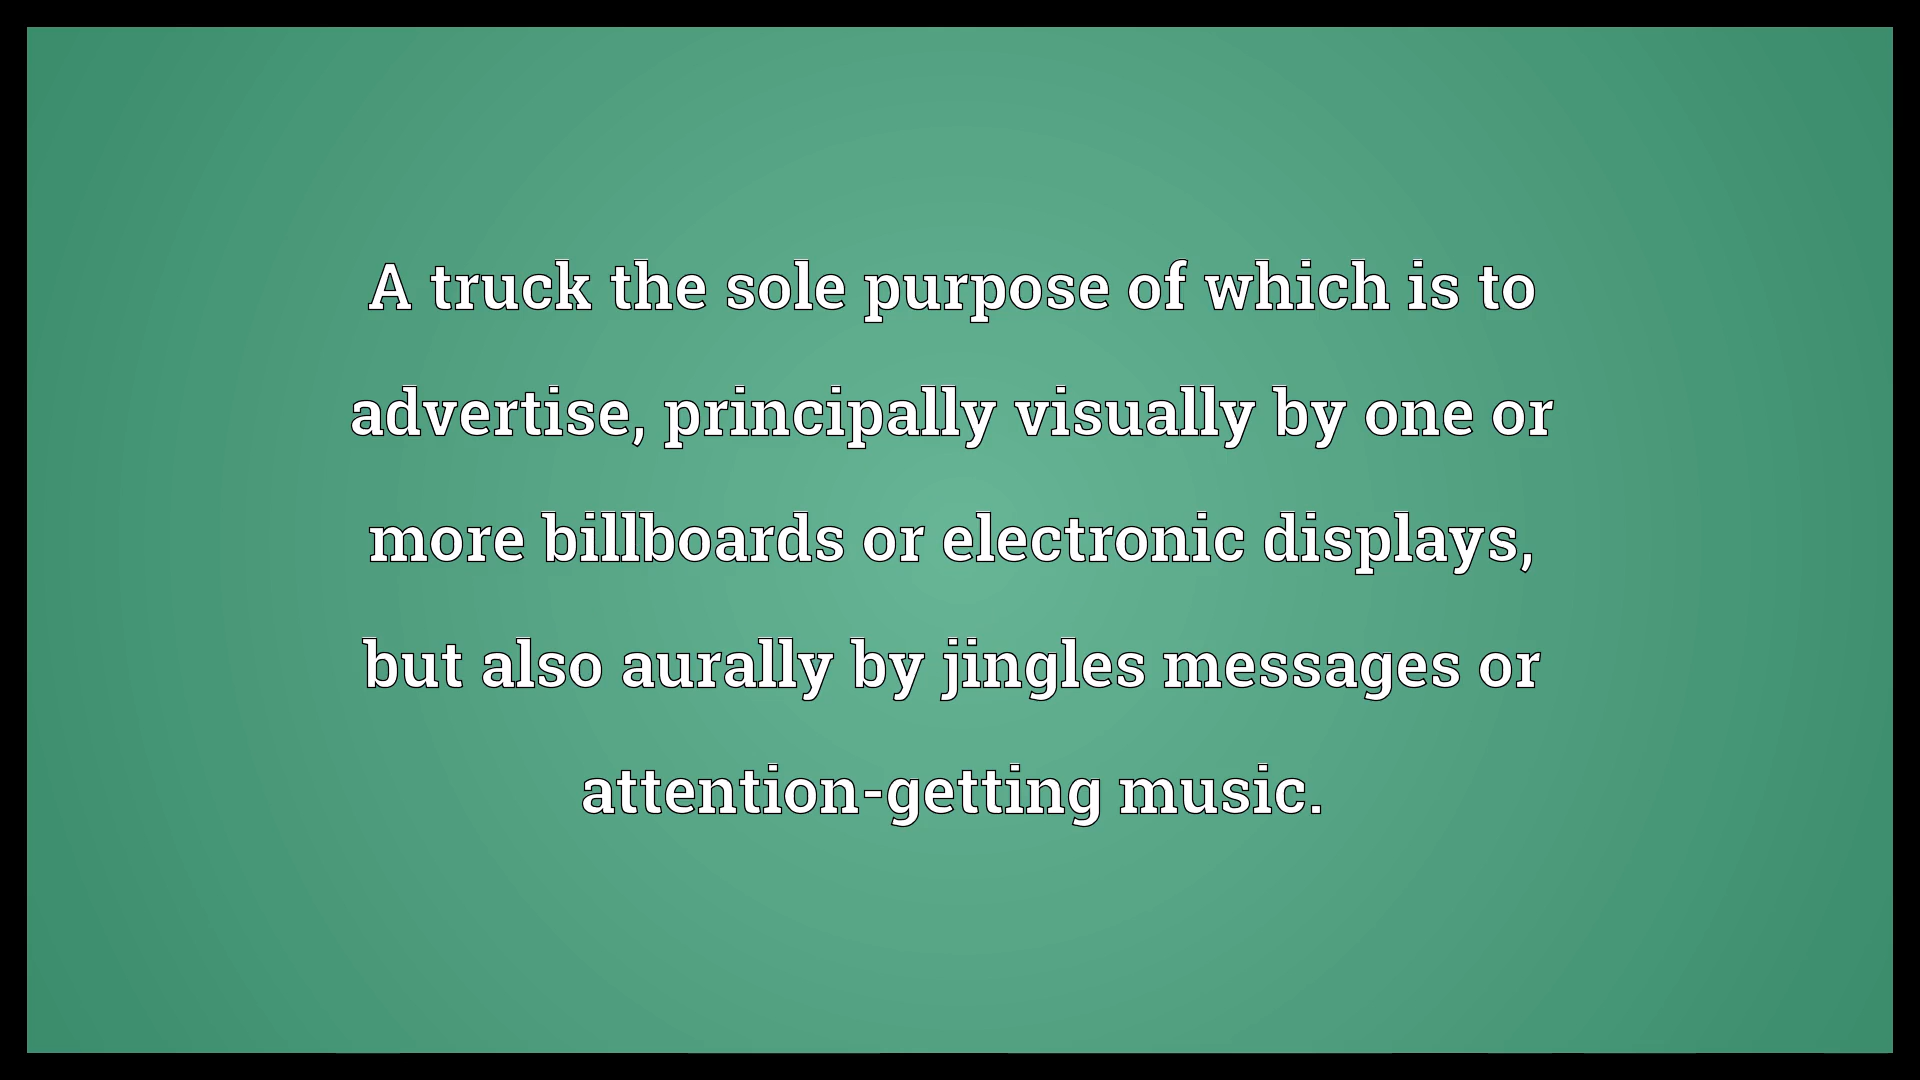 A truck the sole purpose of which is to
advertise, principally visually by one or
more billboards or electronic displays,
but also aurally by jingles messages or
attention-getting music.